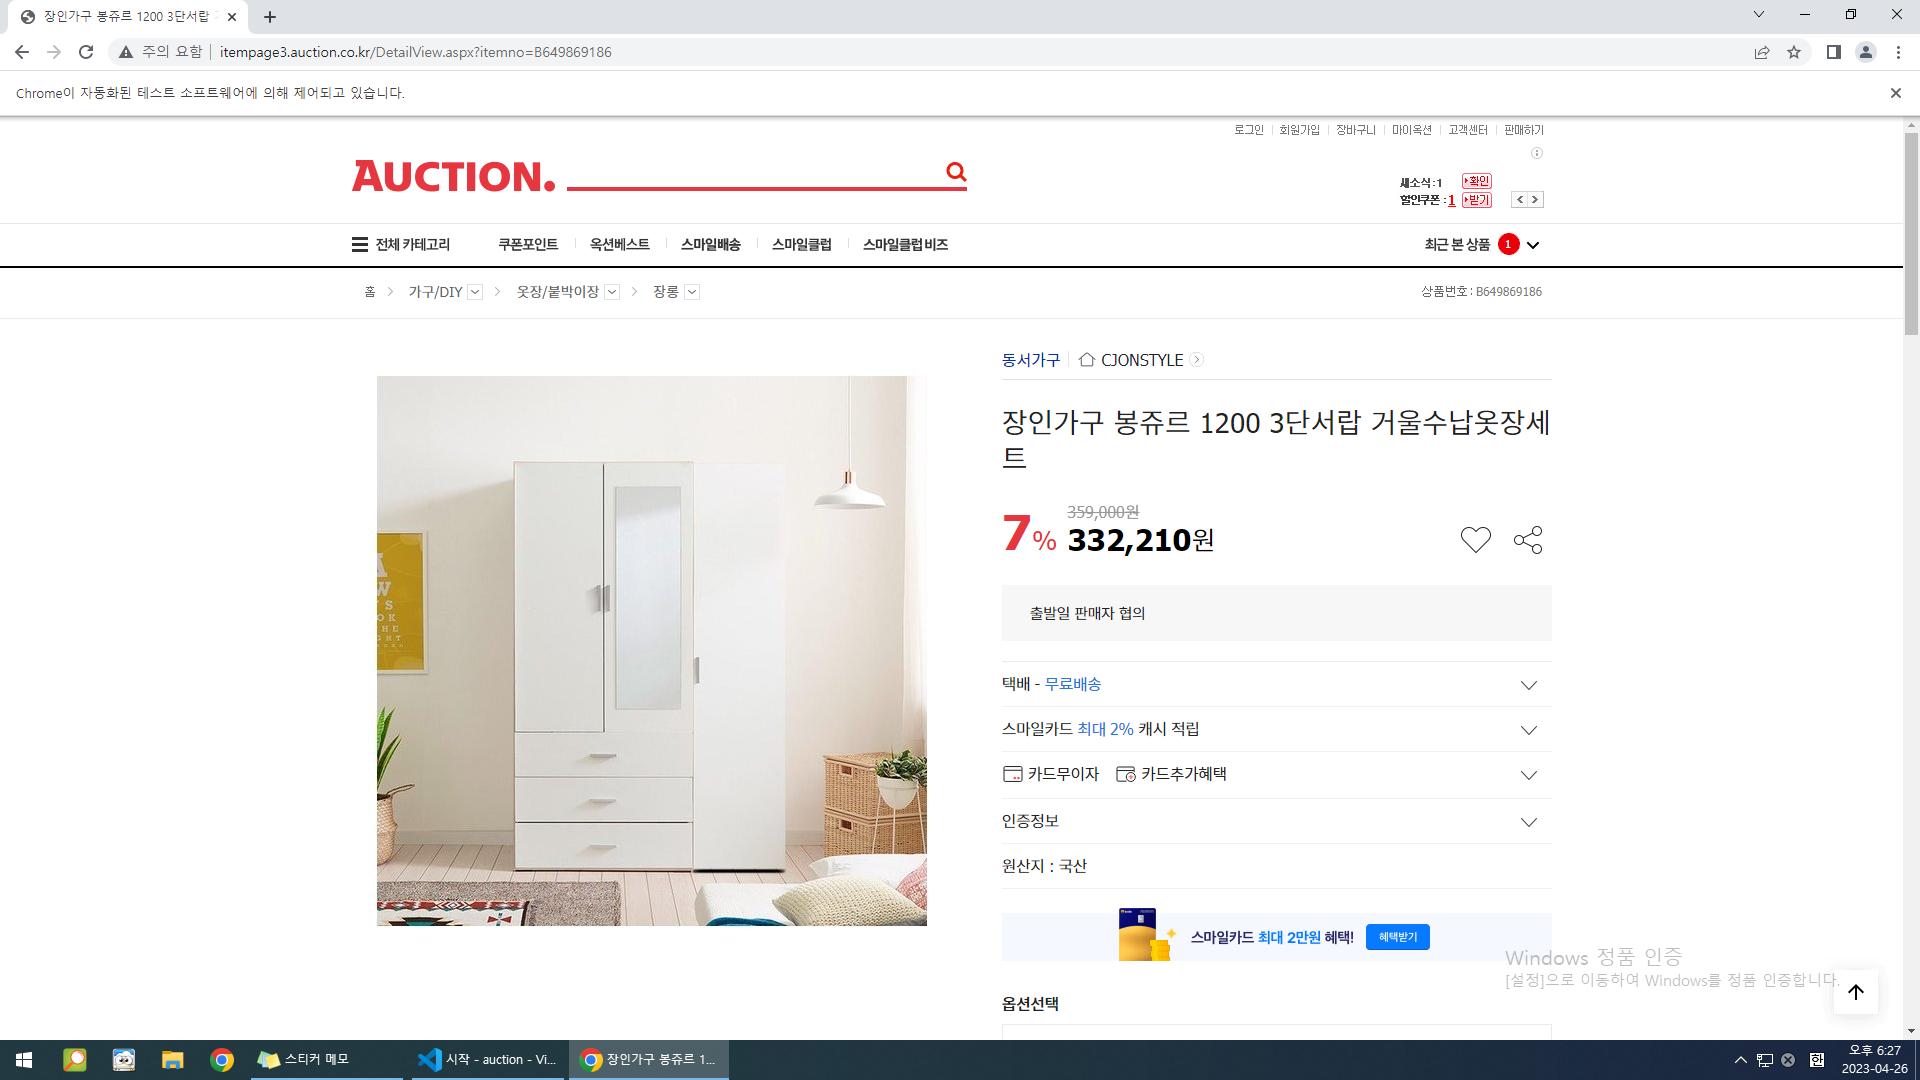 장인가구 봉쥬르 1200 3단서랍
주의 요함
itempage3.auction.co.kr/DetailView.aspx?itemno=B649869186
Chrome이 자동화된 테스트 소프트웨어에 의해 제어되고 있습니다.
로그인 회원가입 장바구니 마이옥션 고객센터 판매하기
AUCTION.
새소식 : 1 확인
할인쿠폰 : 1 받기
전체 카테고리 쿠폰포인트 옥션베스트 스마일배송 스마일클럽 스마일클럽 비즈 최근 본 상품 1
홈 가구/DIY 옷장/붙박이장 장롱 상품번호 : B649869186
동서가구 CJONSTYLE
장인가구 봉쥬르 1200 3단서랍 거울수납옷장세
트
359,000원
7% 332,210원
출발일 판매자 협의
택배 - 무료배송
스마일카드 최대 2% 캐시 적립
카드무이자 카드추가혜택
인증정보
원산지 : 국산
스마일카드 최대 2만원 혜택! 혜택받기
Windows 정품 인증
[설정]으로 이동하여 Windows를 정품 인증합니다.
옵션선택
스티커 메모
시작 - auction - Vi...
장인가구 봉쥬르 1...
한
오후 6:27
2023-04-26